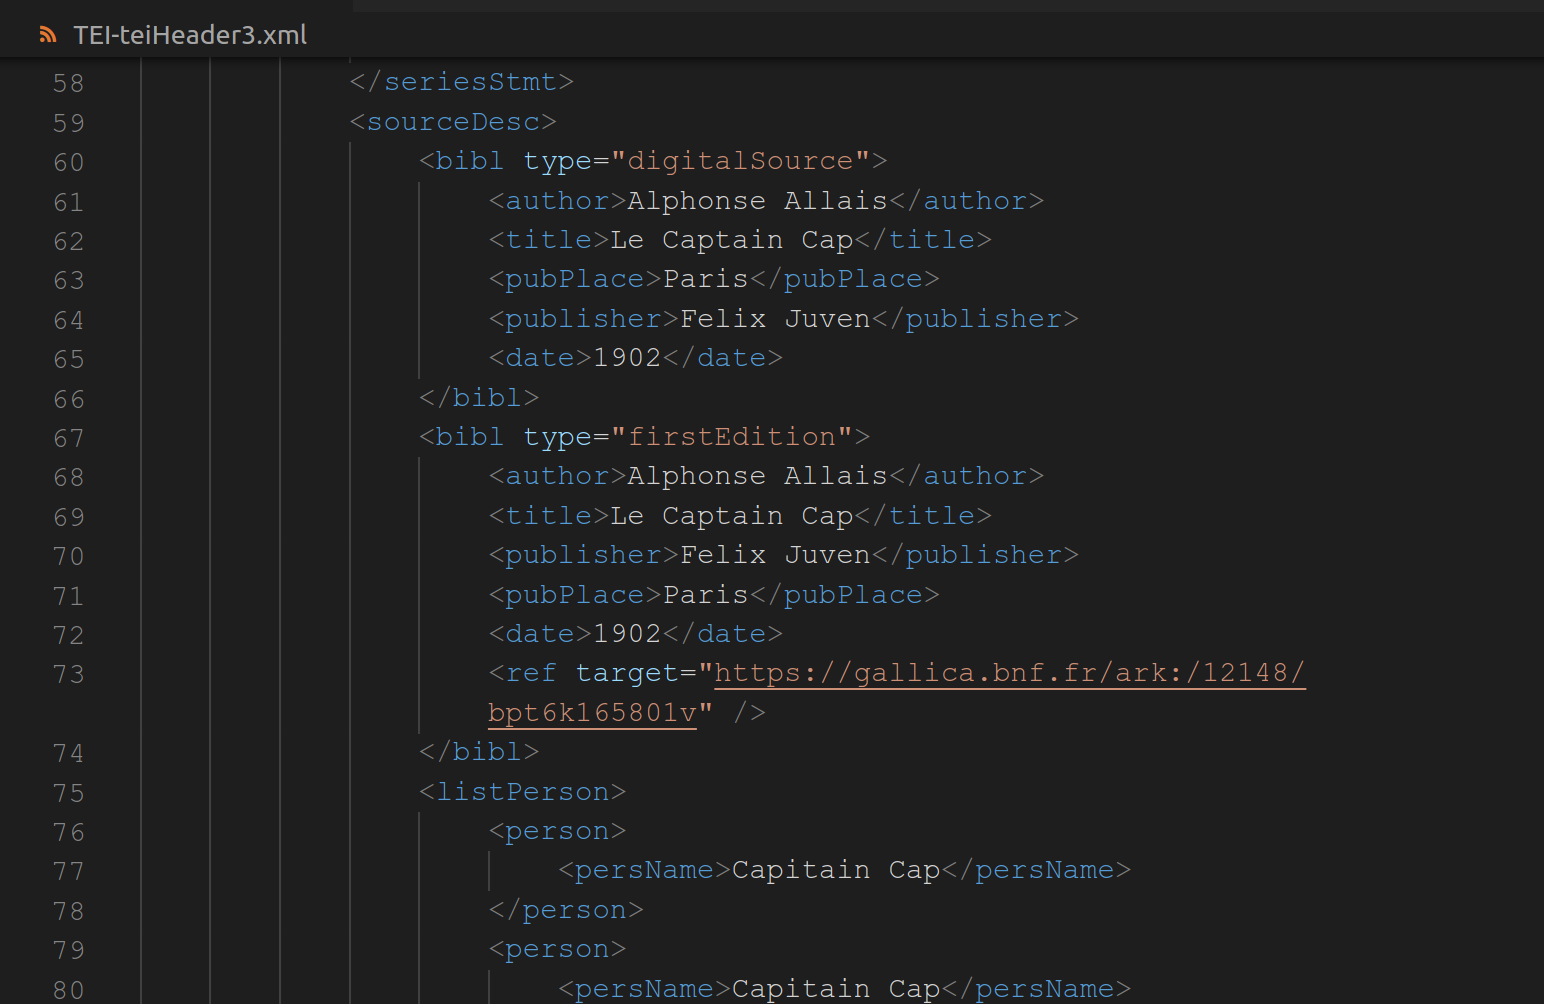 TEI-teiHeader3.xml
58 </seriesStmt>
59 <sourceDesc>
60 <bibl type="digitalSource">
61 <author>Alphonse Allais</author>
62 <title>Le Captain Cap</title>
63 <pubPlace>Paris</pubPlace>
64 <publisher>Felix Juven</publisher>
65 <date>1902</date>
66 </bibl>
67 <bibl type="firstEdition">
68 <author>Alphonse Allais</author>
69 <title>Le Captain Cap</title>
70 <publisher>Felix Juven</publisher>
71 <pubPlace>Paris</pubPlace>
72 <date>1902</date>
73 <ref target="https://gallica.bnf.fr/ark:/12148/
bpt6k165801v" />
74 </bibl>
75 <listPerson>
76 <person>
77 <persName>Capitain Cap</persName>
78 </person>
79 <person>
80 <persName>Capitain Cap</persName>